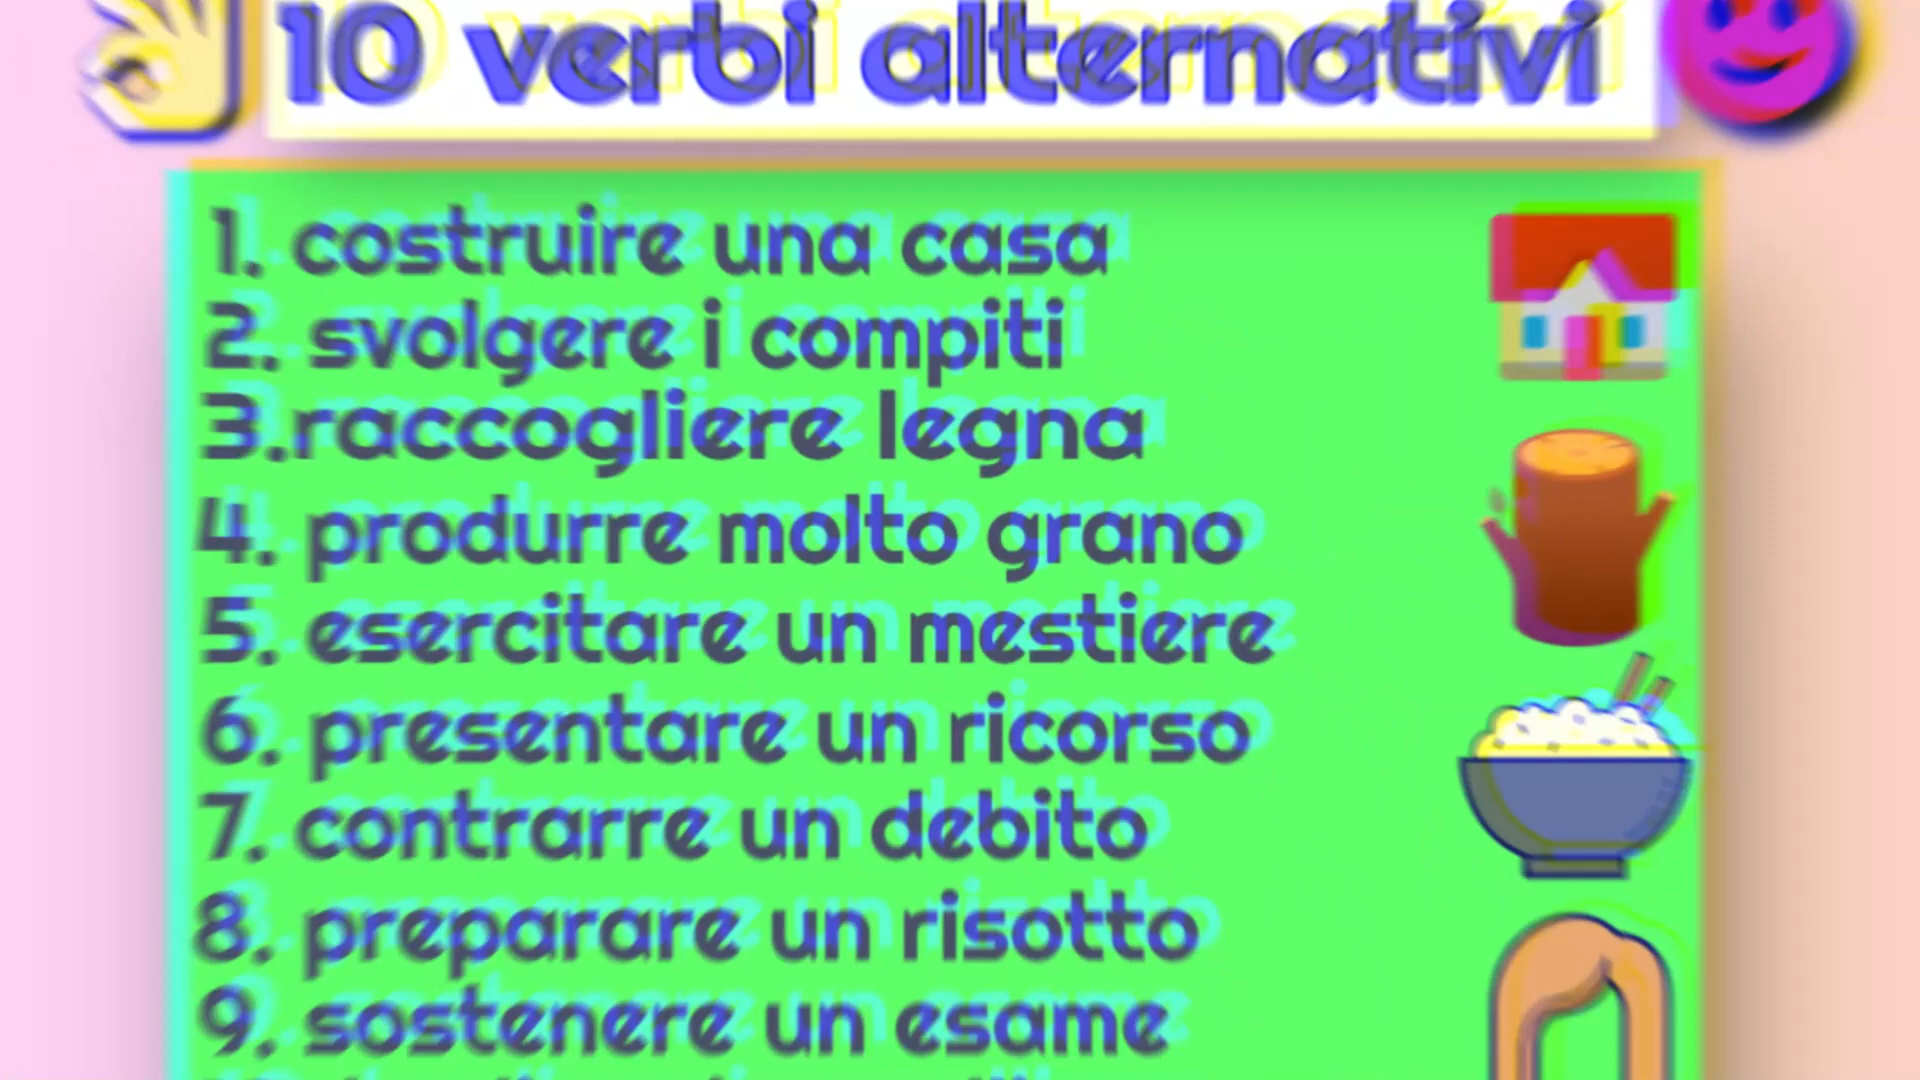 10 verbi alternativi
1. costruire una casa
2. svolgere i compiti
3.raccogliere legna
4. produrre molto grano
5. esercitare un mestiere
6. presentare un ricorso
7. contrarre un debito
8. preparare un risotto
9. sostenere un esame